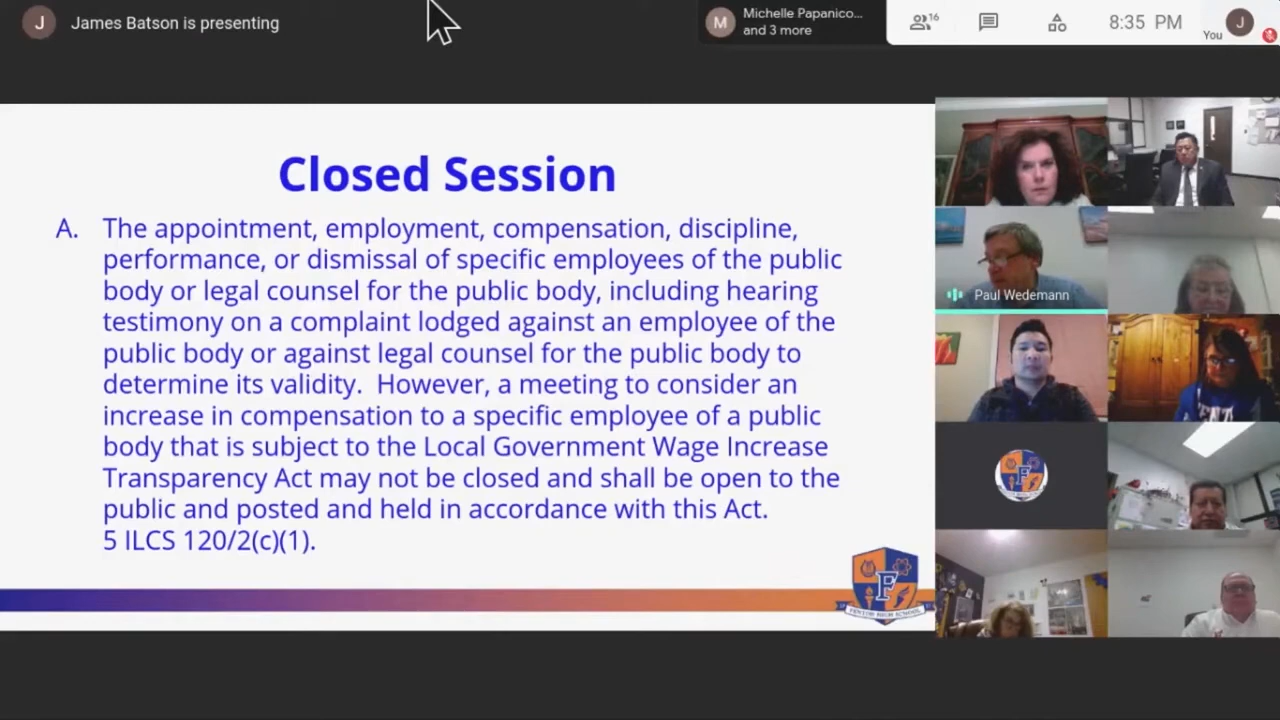 J James Batson is presenting
M Michelle Papanico...
and 3 more
16
8:35 PM
You
J
Closed Session
A. The appointment, employment, compensation, discipline,
performance, or dismissal of specific employees of the public
body or legal counsel for the public body, including hearing
testimony on a complaint lodged against an employee of the
public body or against legal counsel for the public body to
determine its validity. However, a meeting to consider an
increase in compensation to a specific employee of a public
body that is subject to the Local Government Wage Increase
Transparency Act may not be closed and shall be open to the
public and posted and held in accordance with this Act.
5 ILCS 120/2(c)(1).
F
FENTON HIGH SCHOOL
Paul Wedemann
F